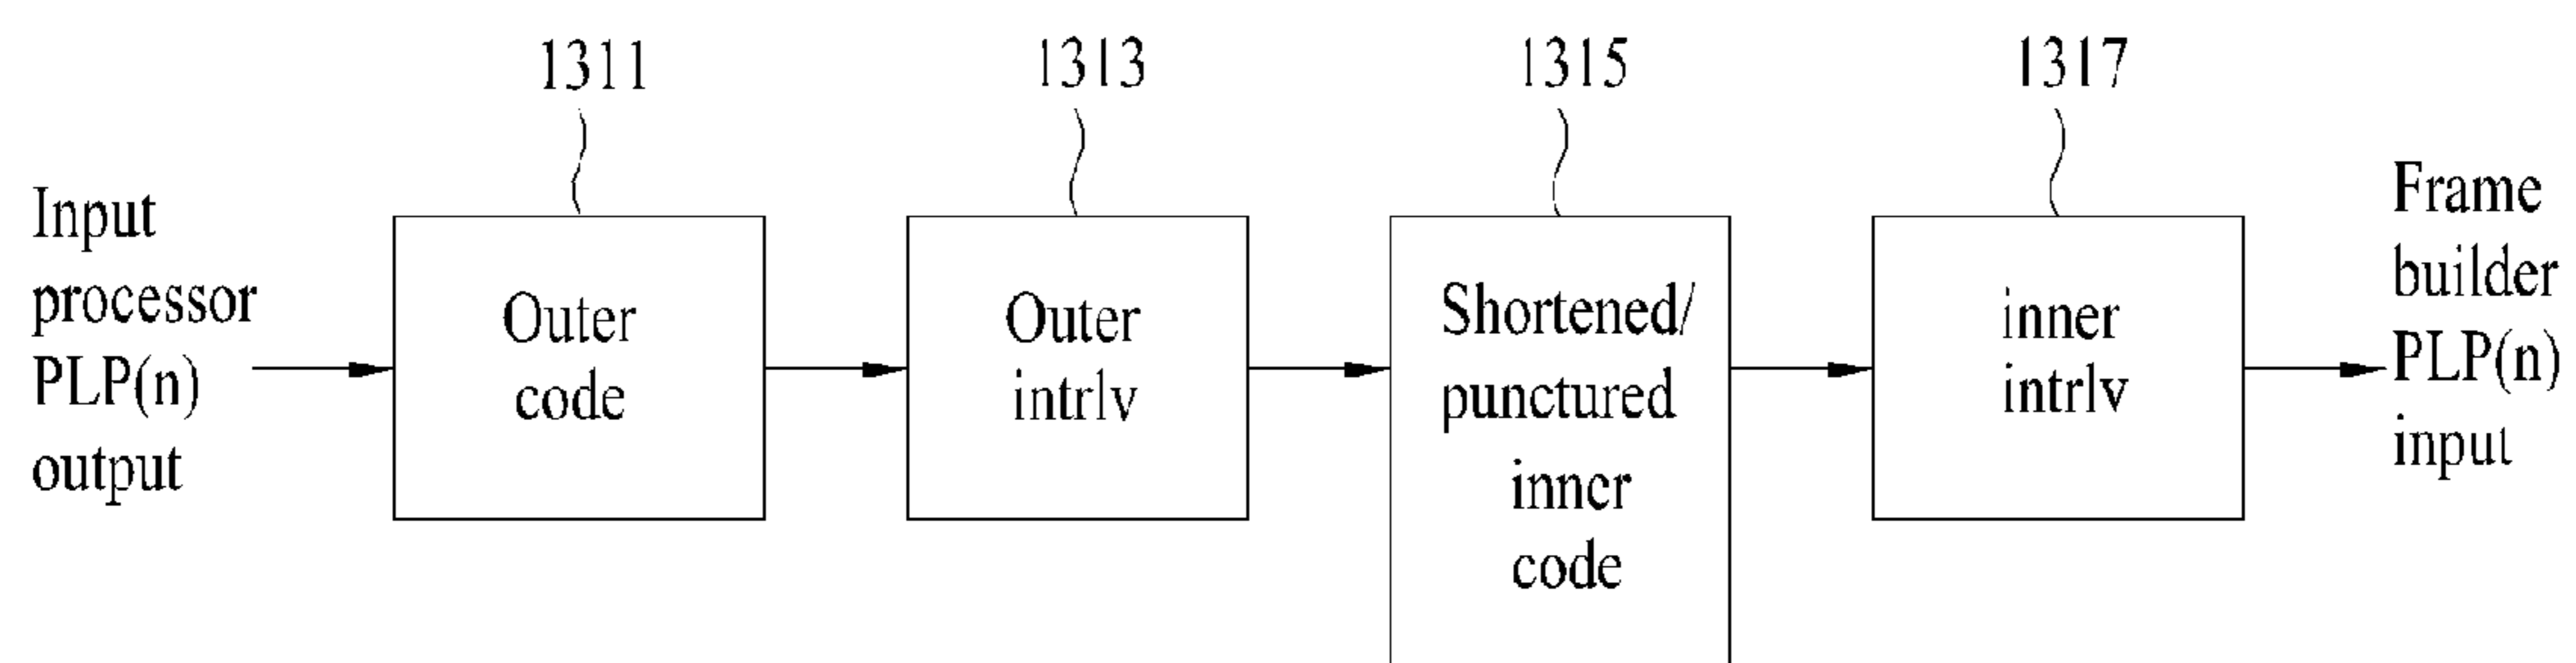 1311
1313
1315
1317
Input
processor
PLP(n)
output
Outer
code
Outer
intrlv
Shortened/
punctured
inner
code
inner
intrlv
Frame
builder
PLP(n)
input